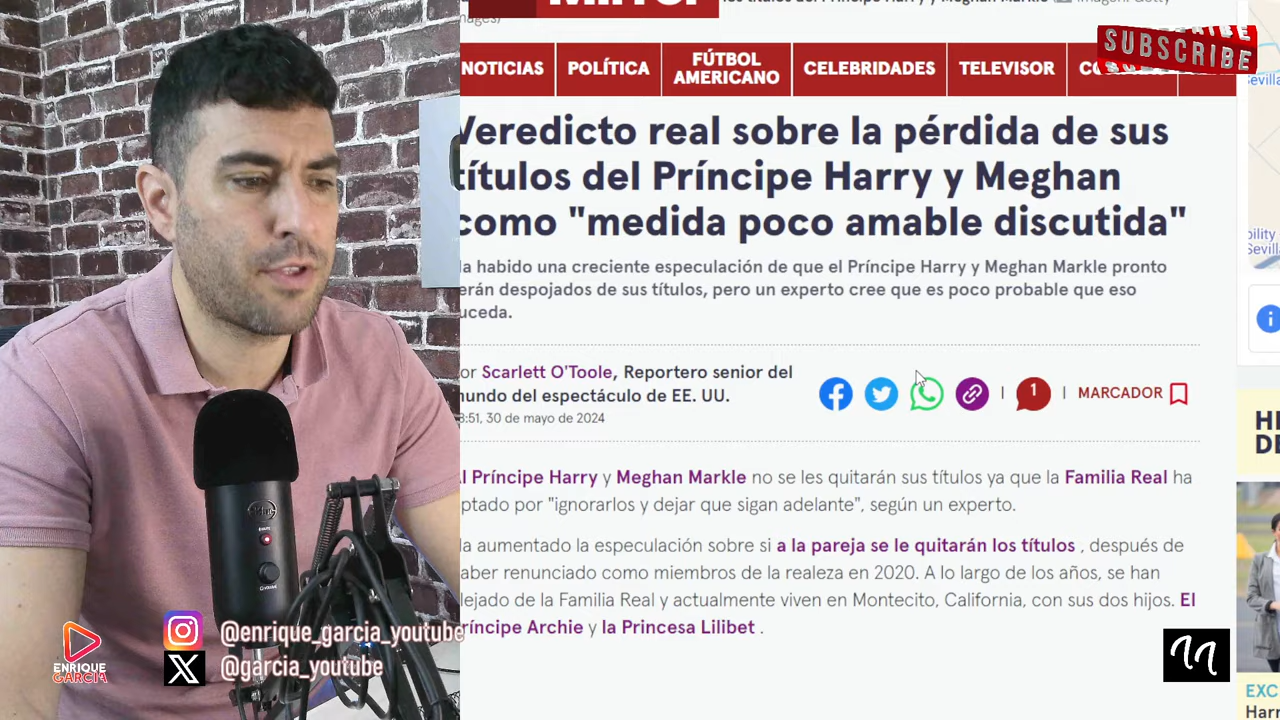 SUBSCRIBE
NOTICIAS
POLÍTICA
FÚTBOL
AMERICANO
CELEBRIDADES
TELEVISOR
Veredicto real sobre la pérdida de sus
títulos del Príncipe Harry y Meghan
como "medida poco amable discutida"
a habido una creciente especulación de que el Príncipe Harry y Meghan Markle pronto
erán despojados de sus títulos, pero un experto cree que es poco probable que eso
uceda.
or Scarlett O'Toole, Reportero senior del
mundo del espectáculo de EE. UU.
:51, 30 de mayo de 2024
1
MARCADOR
l Príncipe Harry y Meghan Markle no se les quitarán sus títulos ya que la Familia Real ha
ptado por "ignorarlos y dejar que sigan adelante", según un experto.
a aumentado la especulación sobre si a la pareja se le quitarán los títulos , después de
aber renunciado como miembros de la realeza en 2020. A lo largo de los años, se han
lejado de la Familia Real y actualmente viven en Montecito, California, con sus dos hijos. El
ríncipe Archie y la Princesa Lilibet .
@enrique_garcia_youtube
@garcia_youtube
ENRIQUE
GARCIA
EXC
Harr